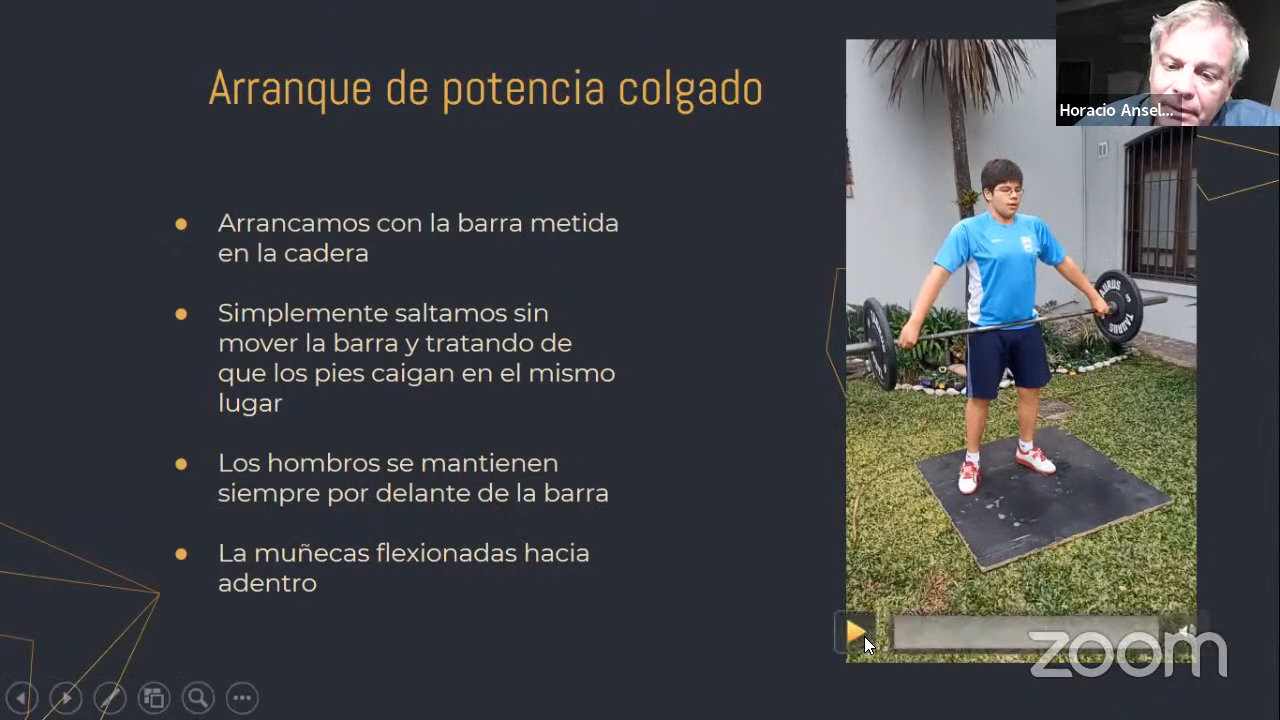 Arranque de potencia colgado
Horacio Ansel...
Arrancamos con la barra metida
en la cadera
Simplemente saltamos sin
mover la barra y tratando de
que los pies caigan en el mismo
lugar
Los hombros se mantienen
siempre por delante de la barra
La muñecas flexionadas hacia
adentro
TAURUS
5
zoom